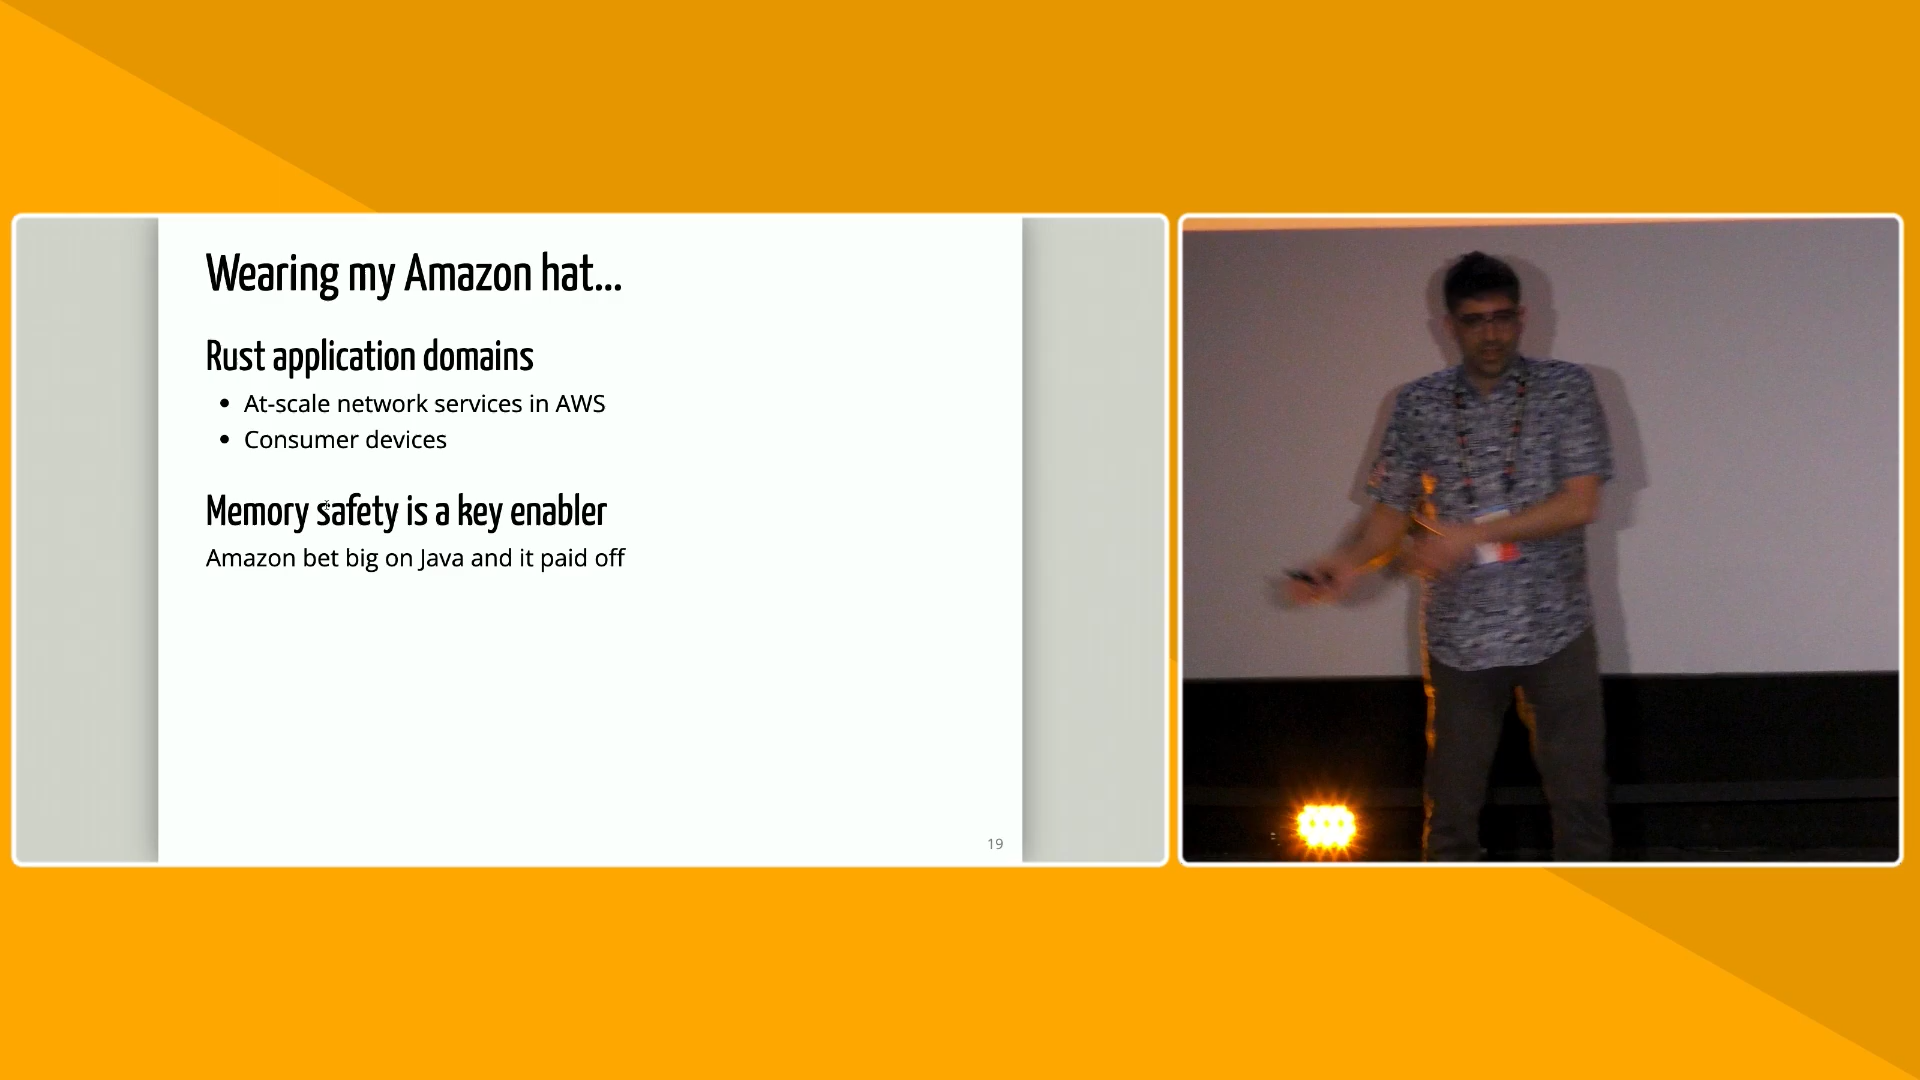 Wearing my Amazon hat...
Rust application domains
At-scale network services in AWS
Consumer devices
Memory safety is a key enabler
Amazon bet big on Java and it paid off
19